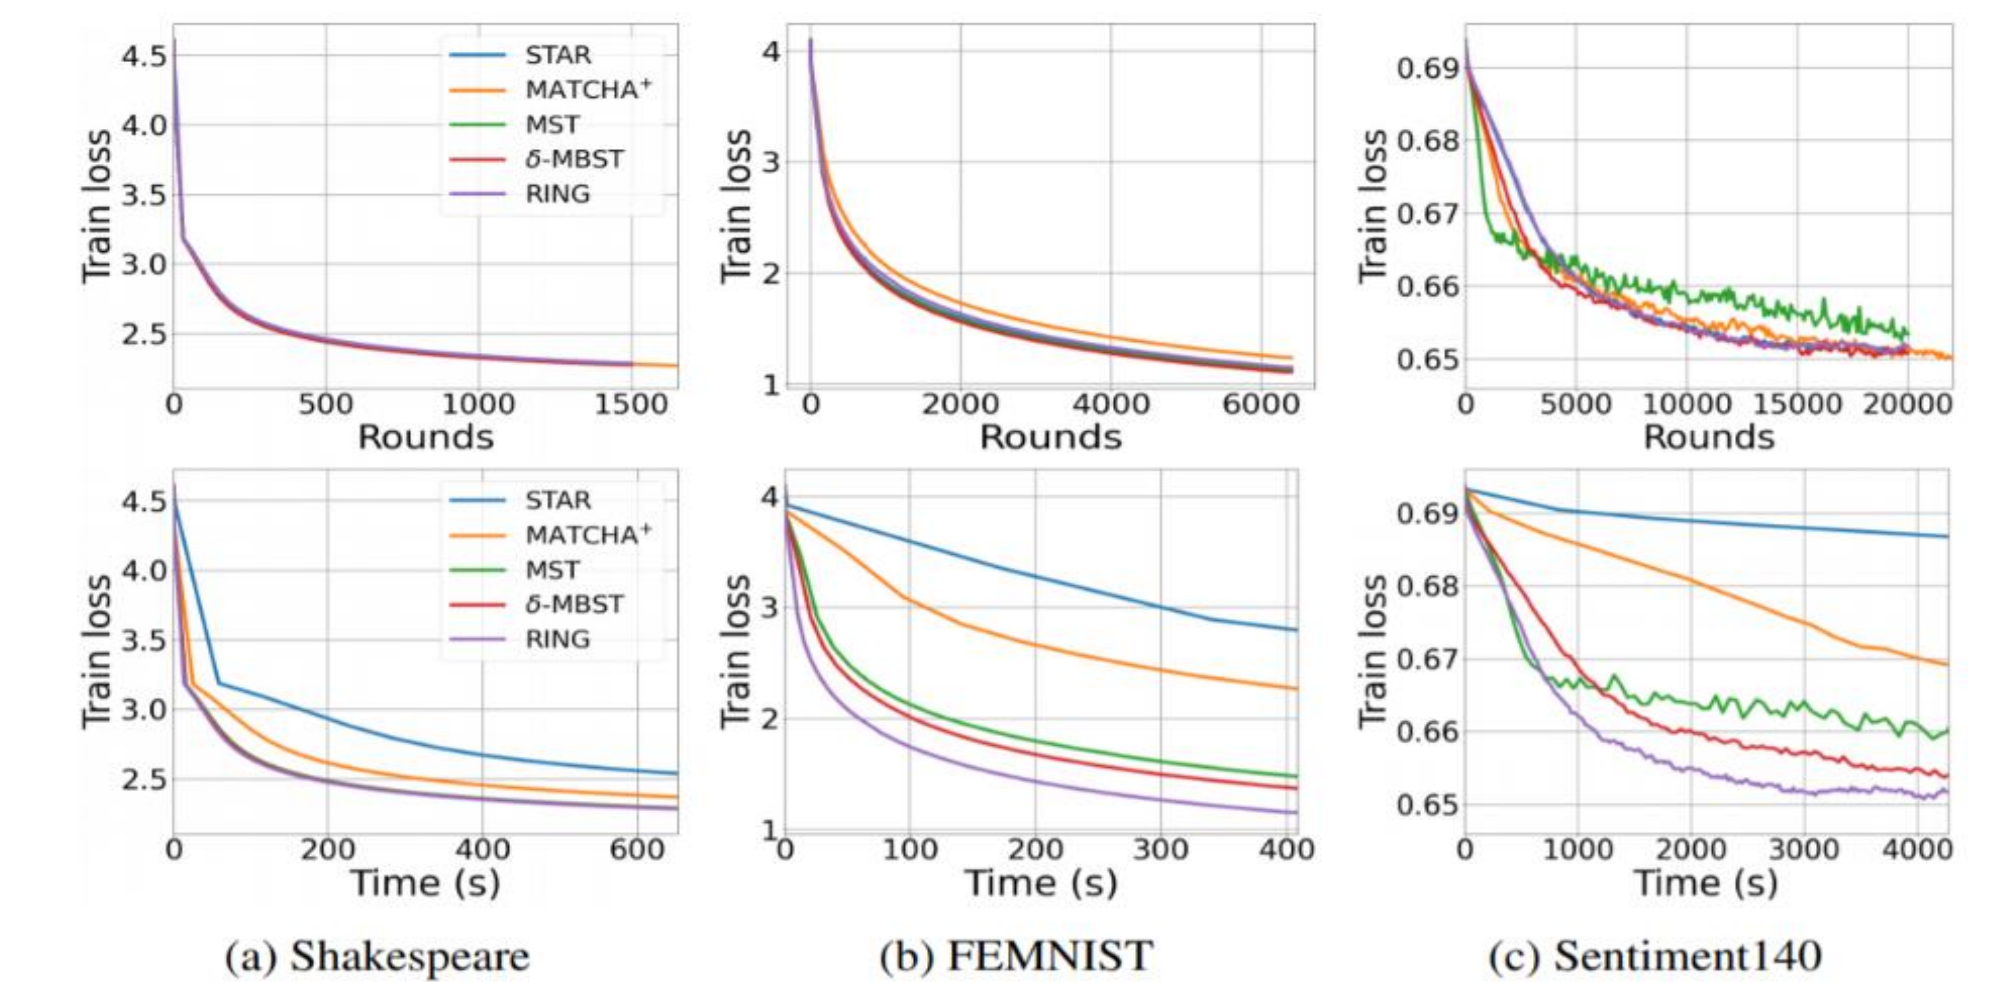 4.5
4.0
3.5
3.0
2.5
Train loss
STAR
MATCHA+
MST
δ-MBST
RING
0 500 1000 1500
Rounds
4
3
2
1
Train loss
0 2000 4000 6000
Rounds
0.69
0.68
0.67
0.66
0.65
Train loss
0 5000 10000 15000 20000
Rounds
4.5
4.0
3.5
3.0
2.5
Train loss
STAR
MATCHA+
MST
δ-MBST
RING
0 200 400 600
Time (s)
4
3
2
1
Train loss
0 100 200 300 400
Time (s)
0.69
0.68
0.67
0.66
0.65
Train loss
0 1000 2000 3000 4000
Time (s)
(a) Shakespeare
(b) FEMNIST
(c) Sentiment140